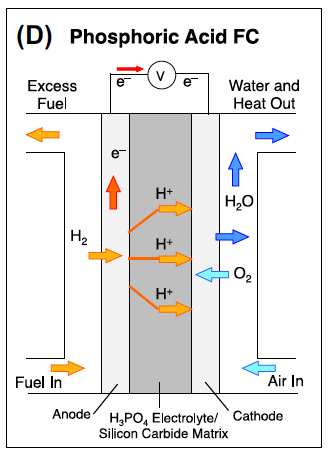 (D) Phosphoric Acid FC
V
e⁻
e⁻
Excess
Fuel
Water and
Heat Out
e⁻
H⁺
H₂O
H₂
H⁺
O₂
H⁺
Fuel In
Air In
Anode
H₃PO₄ Electrolyte/
Silicon Carbide Matrix
Cathode